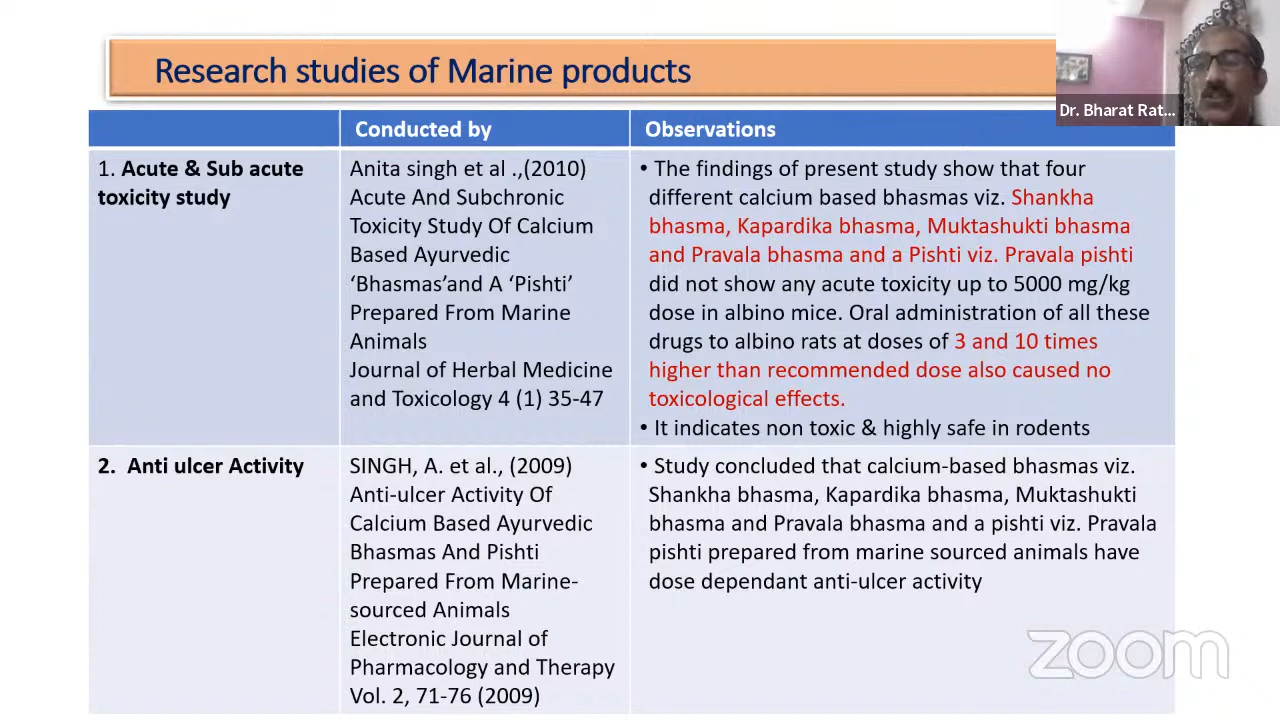 Research studies of Marine products
Dr. Bharat Rat...
Conducted by
Observations
1. Acute & Sub acute
toxicity study
Anita singh et al .,(2010)
Acute And Subchronic
Toxicity Study Of Calcium
Based Ayurvedic
‘Bhasmas’and A ‘Pishti’
Prepared From Marine
Animals
Journal of Herbal Medicine
and Toxicology 4 (1) 35-47
• The findings of present study show that four
different calcium based bhasmas viz. Shankha
bhasma, Kapardika bhasma, Muktashukti bhasma
and Pravala bhasma and a Pishti viz. Pravala pishti
did not show any acute toxicity up to 5000 mg/kg
dose in albino mice. Oral administration of all these
drugs to albino rats at doses of 3 and 10 times
higher than recommended dose also caused no
toxicological effects.
• It indicates non toxic & highly safe in rodents
2. Anti ulcer Activity
SINGH, A. et al., (2009)
Anti-ulcer Activity Of
Calcium Based Ayurvedic
Bhasmas And Pishti
Prepared From Marine-
sourced Animals
Electronic Journal of
Pharmacology and Therapy
Vol. 2, 71-76 (2009)
• Study concluded that calcium-based bhasmas viz.
Shankha bhasma, Kapardika bhasma, Muktashukti
bhasma and Pravala bhasma and a pishti viz. Pravala
pishti prepared from marine sourced animals have
dose dependant anti-ulcer activity
zoom